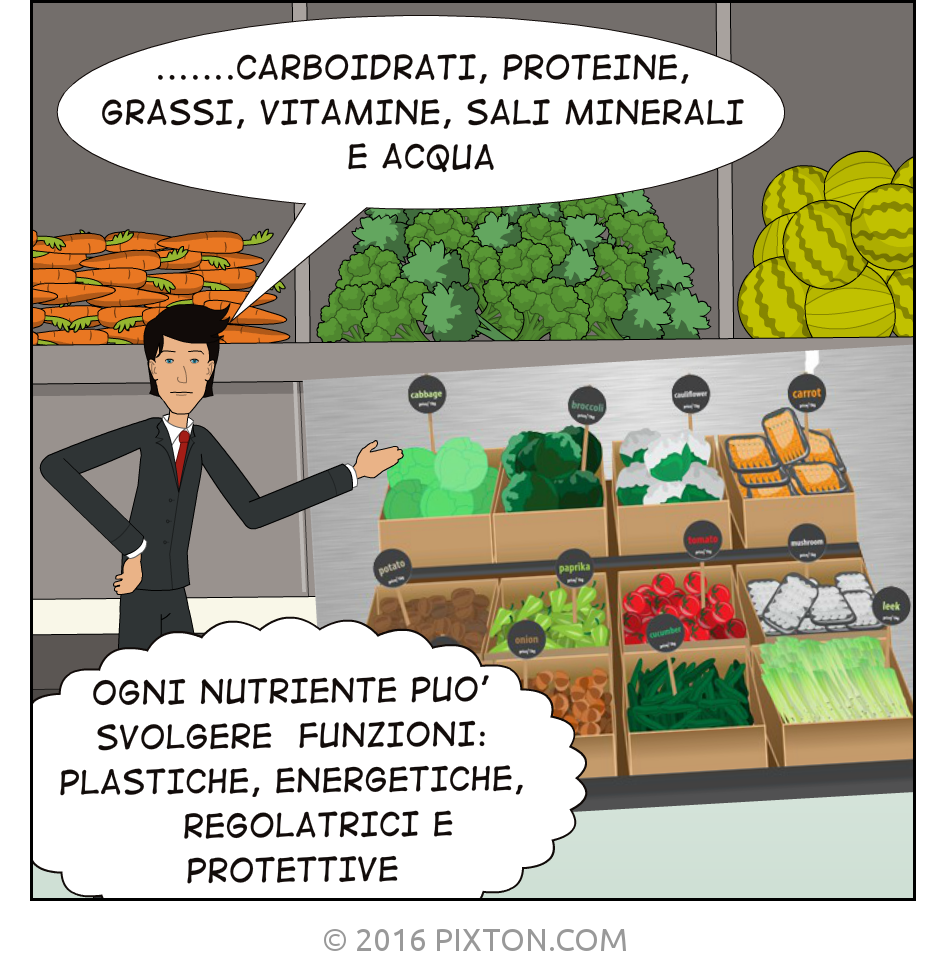 .......CARBOIDRATI, PROTEINE,
GRASSI, VITAMINE, SALI MINERALI
E ACQUA
cabbage
broccoli
cauliflower
carrot
potato
paprika
tomato
mushroom
leek
onion
cucumber
OGNI NUTRIENTE PUO'
SVOLGERE FUNZIONI:
PLASTICHE, ENERGETICHE,
REGOLATRICI E
PROTETTIVE
© 2016 PIXTON.COM